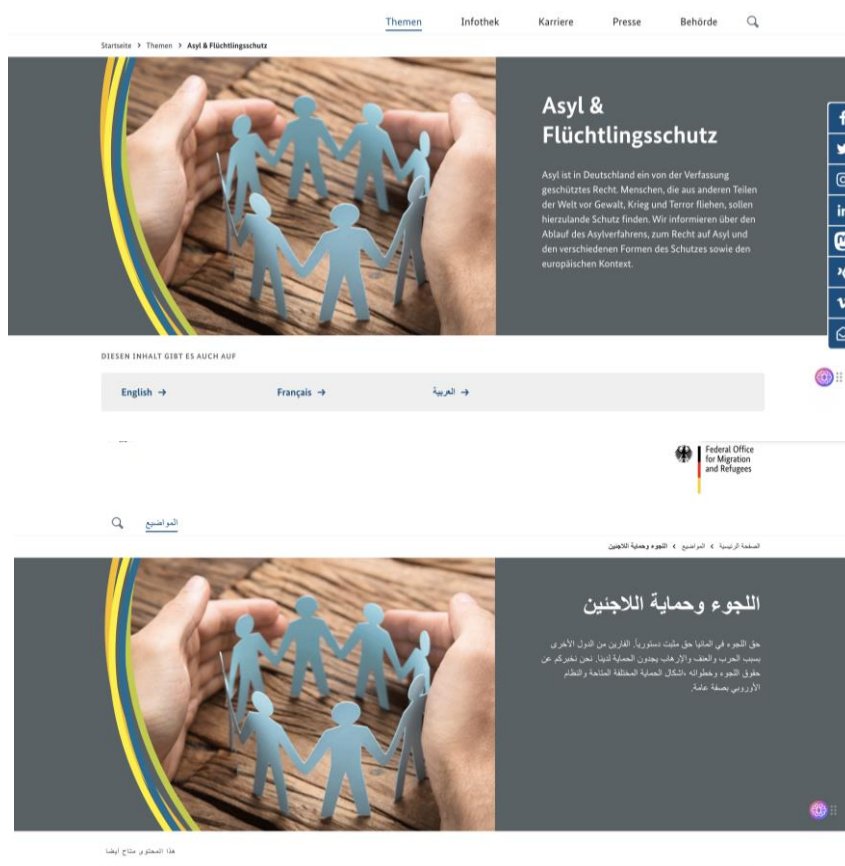 Themen Infothek Karriere Presse Behörde
Startseite > Themen > Asyl & Flüchtlingsschutz
Asyl &
Flüchtlingsschutz
Asyl ist in Deutschland ein von der Verfassung
geschütztes Recht. Menschen, die aus anderen Teilen
der Welt vor Gewalt, Krieg und Terror fliehen, sollen
hierzulande Schutz finden. Wir informieren über den
Ablauf des Asylverfahrens, zum Recht auf Asyl und
den verschiedenen Formen des Schutzes sowie den
europäischen Kontext.
DIESEN INHALT GIBT ES AUCH AUF
English → Français → العربية →
Federal Office
for Migration
and Refugees
المواضيع
الصفحة الرئيسية > المواضيع > اللجوء وحماية اللاجئين
اللجوء وحماية اللاجئين
حق اللجوء في المانيا حق مثبت دستورياً. الفارين من الدول الأخرى
بسبب الحرب والعنف والإرهاب يجدون الحماية لدينا. نحن نخبركم عن
حقوق اللجوء وخطواته ،اشكال الحماية المختلفة المتاحة والنظام
الأوروبي بصفة عامة.
هذا المحتوى متاح ايضا